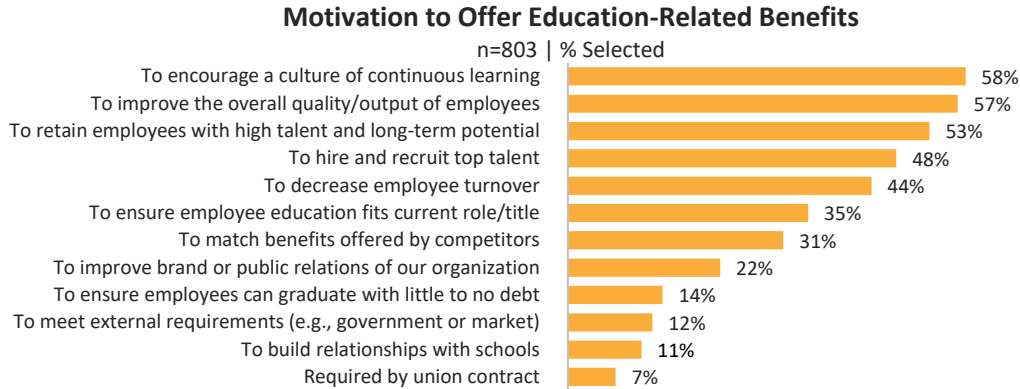 Motivation to Offer Education-Related Benefits
n=803 | % Selected
To encourage a culture of continuous learning 58%
To improve the overall quality/output of employees 57%
To retain employees with high talent and long-term potential 53%
To hire and recruit top talent 48%
To decrease employee turnover 44%
To ensure employee education fits current role/title 35%
To match benefits offered by competitors 31%
To improve brand or public relations of our organization 22%
To ensure employees can graduate with little to no debt 14%
To meet external requirements (e.g., government or market) 12%
To build relationships with schools 11%
Required by union contract 7%